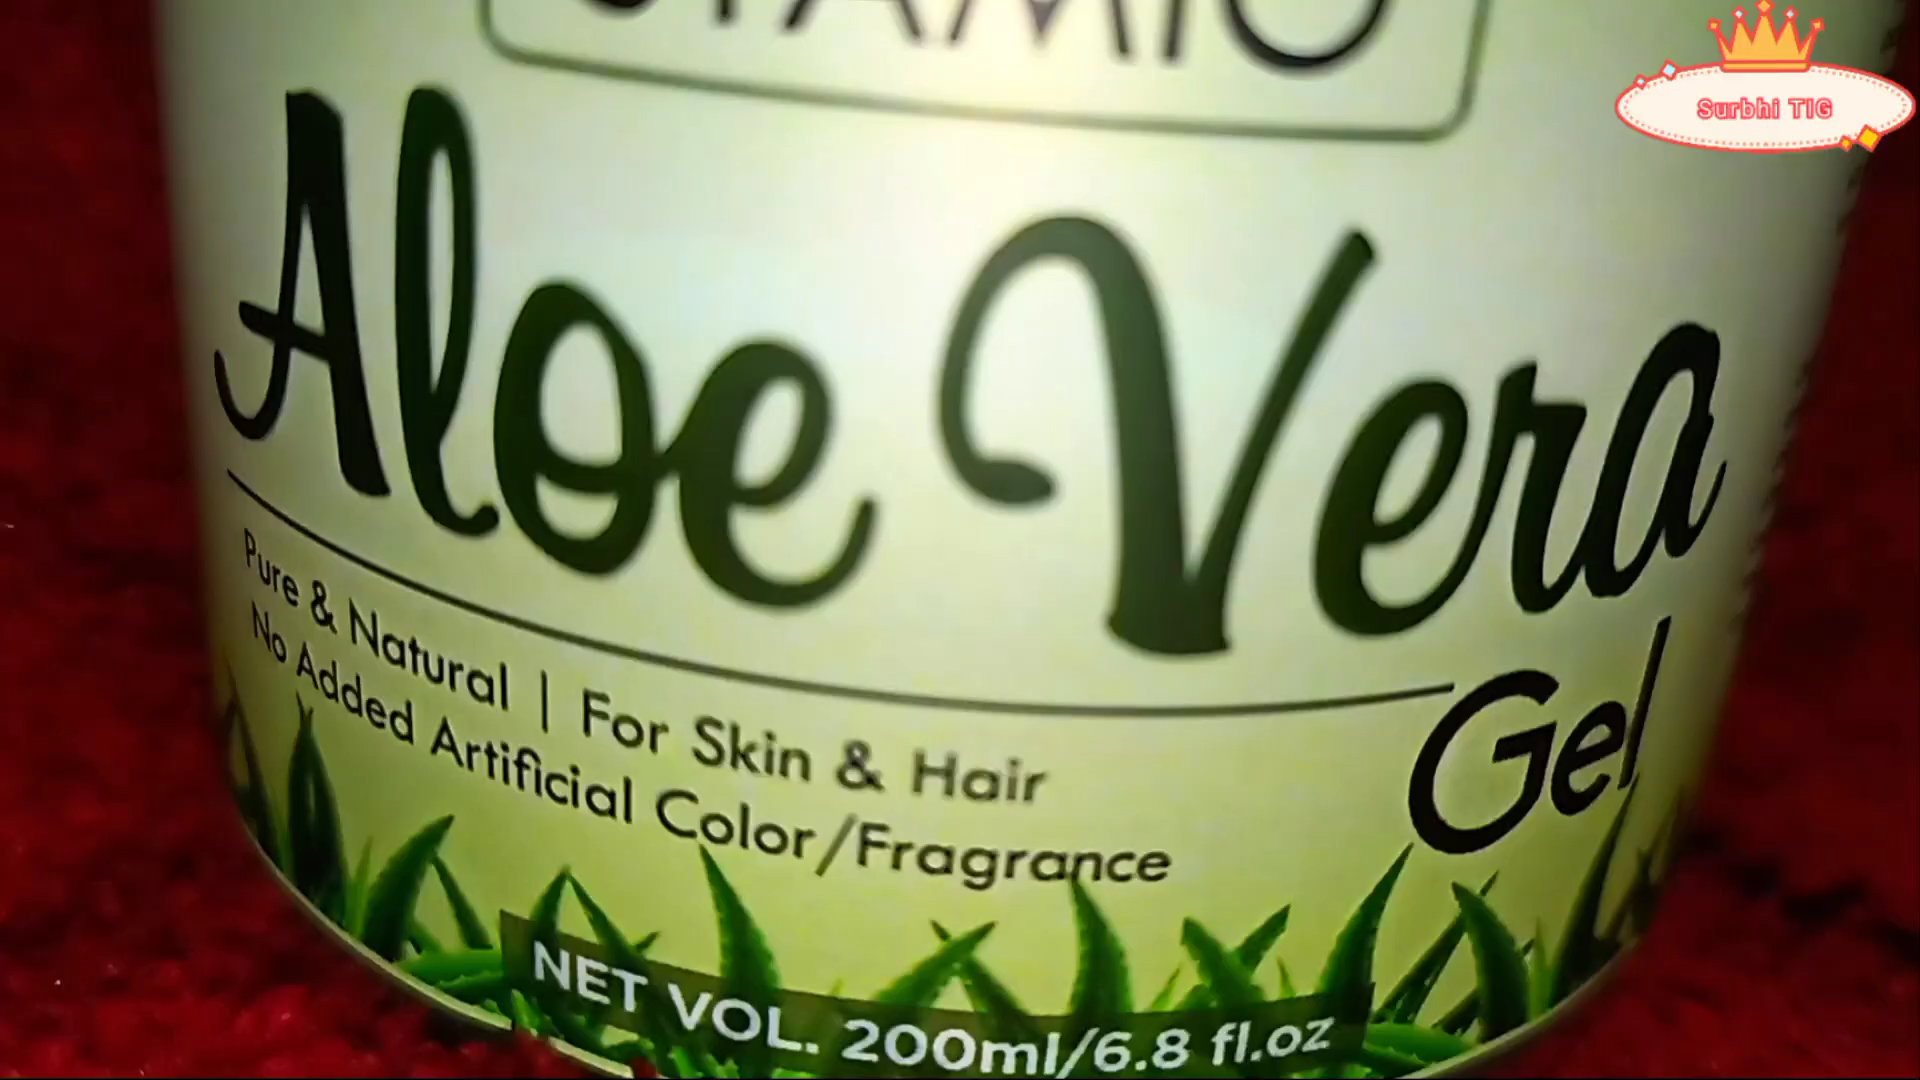 Surbhi TIG
Aloe Vera
Gel
Pure & Natural | For Skin & Hair
No Added Artificial Color/Fragrance
NET VOL. 200ml/6.8 fl.oz